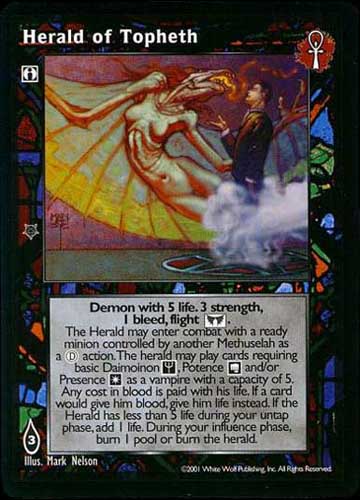 Herald of Topheth
Demon with 5 life. 3 strength,
1 bleed, flight .
The Herald may enter combat with a ready
minion controlled by another Methuselah as
a D action. The herald may play cards requiring
basic Daimoinon , Potence and/or
Presence as a vampire with a capacity of 5.
Any cost in blood is paid with his life. If a card
would give him blood, give him life instead. If the
Herald has less than 5 life during your untap
phase, add 1 life. During your influence phase,
burn 1 pool or burn the herald.
3
Illus. Mark Nelson
©2001 White Wolf Publishing, Inc. All Rights Reserved.